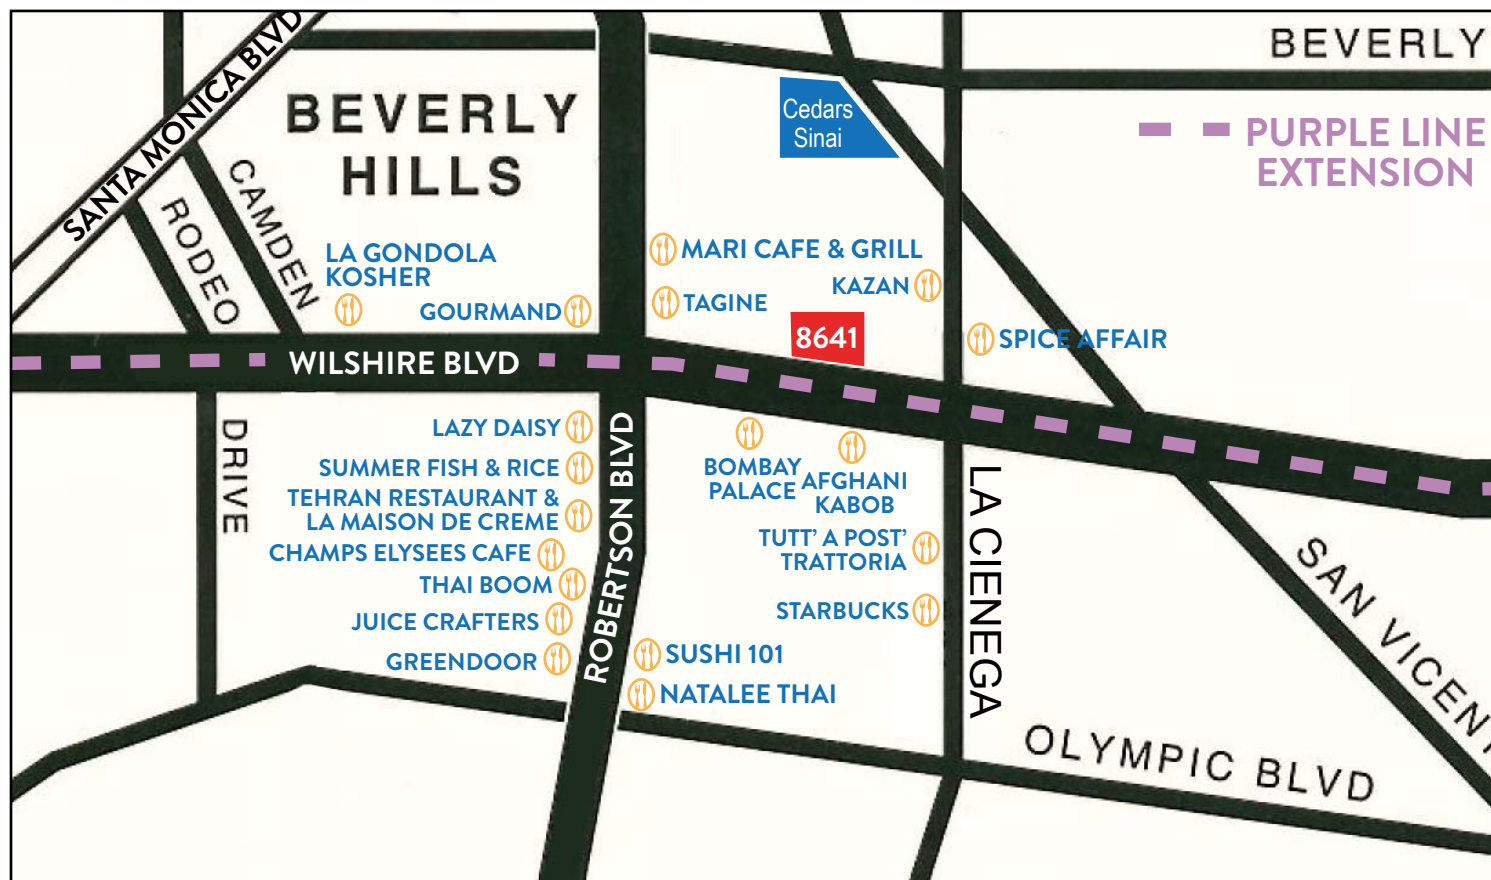 SANTA MONICA BLVD
BEVERLY
HILLS
BEVERLY
Cedars
Sinai
PURPLE LINE
EXTENSION
CAMDEN
RODEO
LA GONDOLA
KOSHER
GOURMAND
MARI CAFE & GRILL
TAGINE
KAZAN
8641
SPICE AFFAIR
WILSHIRE BLVD
DRIVE
LAZY DAISY
SUMMER FISH & RICE
TEHRAN RESTAURANT &
LA MAISON DE CREME
CHAMPS ELYSEES CAFE
THAI BOOM
JUICE CRAFTERS
GREENDOOR
ROBERTSON BLVD
BOMBAY
PALACE
AFGHANI
KABOB
TUTT' A POST'
TRATTORIA
STARBUCKS
SUSHI 101
NATALEE THAI
LA CIENEGA
SAN VICENT
OLYMPIC BLVD